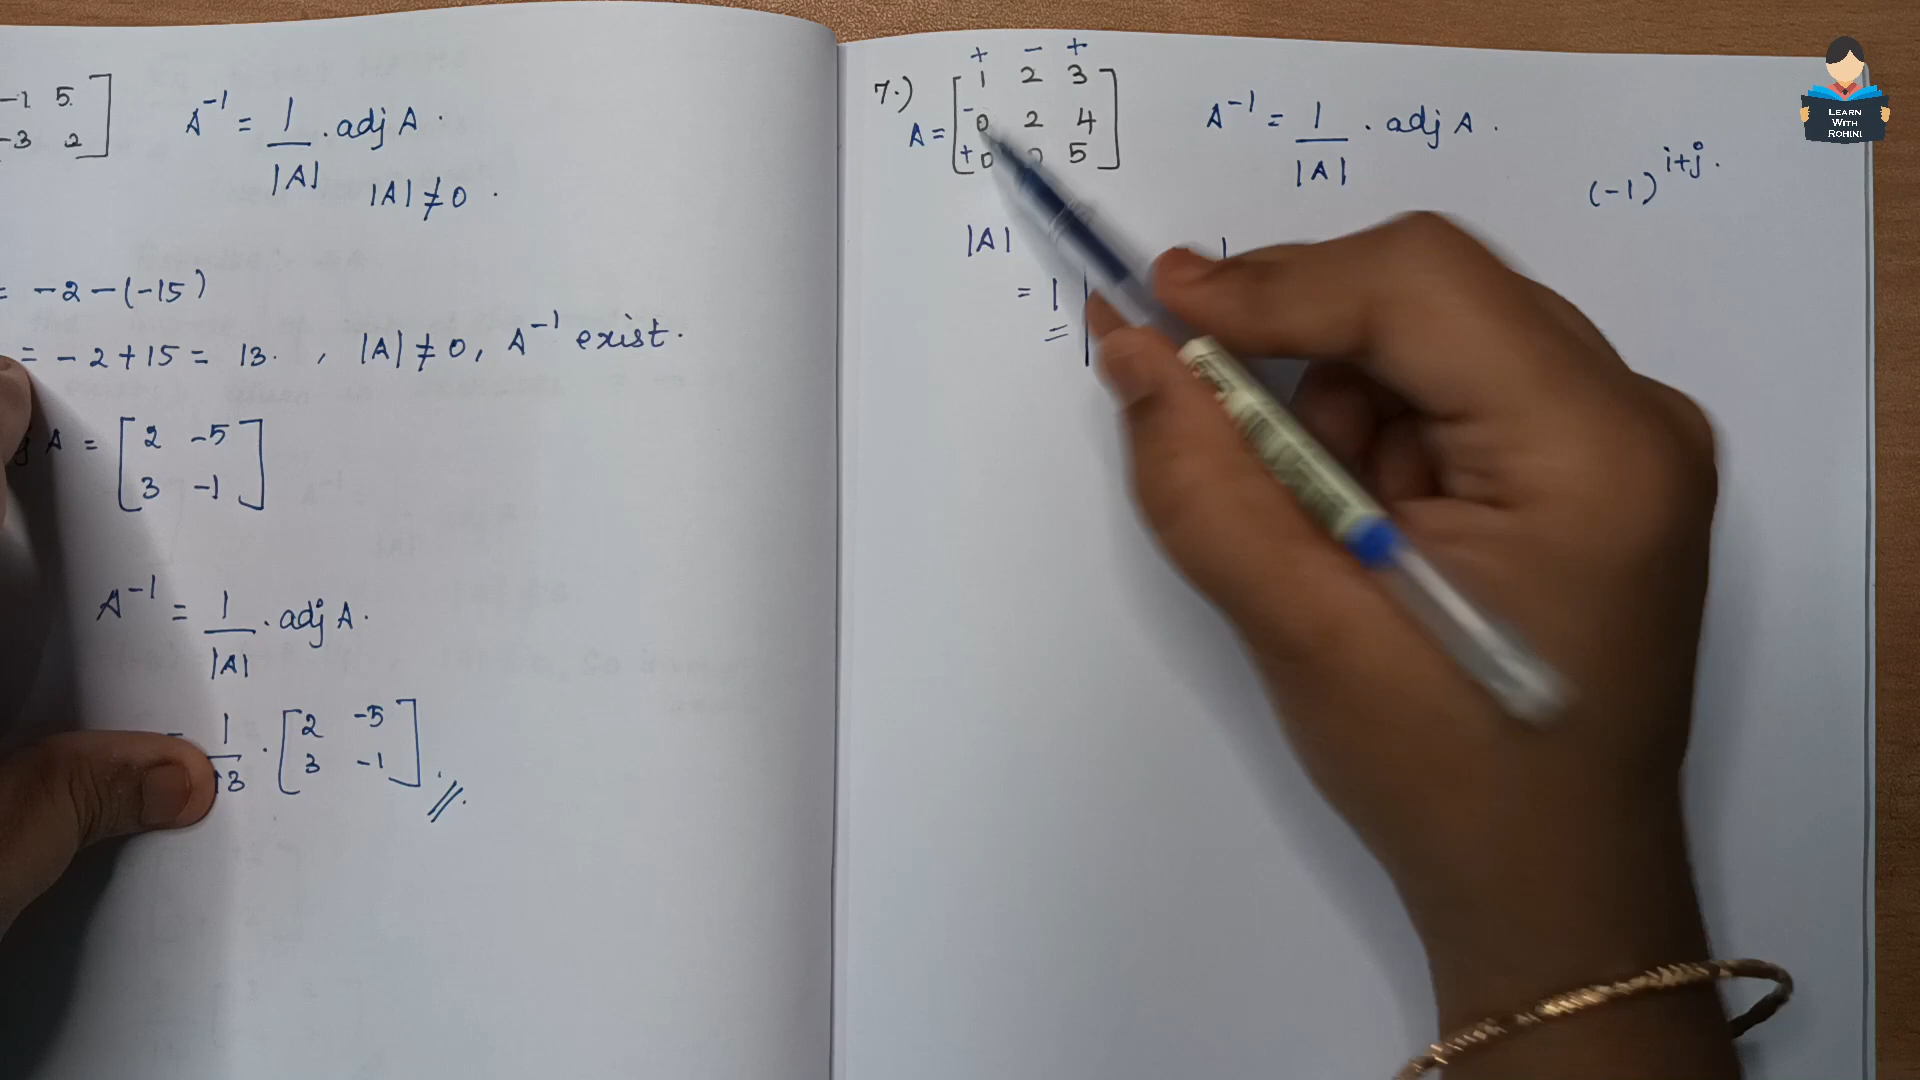 -1 5
-3 2
A⁻¹ = 1/|A| . adj A .
|A| ≠ 0 .
= -2 - (-15)
= -2 + 15 = 13 . , |A| ≠ 0 , A⁻¹ exist .
A = [ 2 -5
3 -1 ]
A⁻¹ = 1/|A| . adj A .
= 1/13 . [ 2 -5
3 -1 ] . //.
+ - +
7.) [ 1 2 3
A = - 0 2 4
+ 0 0 5 ]
A⁻¹ = 1/|A| . adj A .
(-1)^{i+j} .
|A|
= 1 |
=
LEARN
WITH
ROHINI